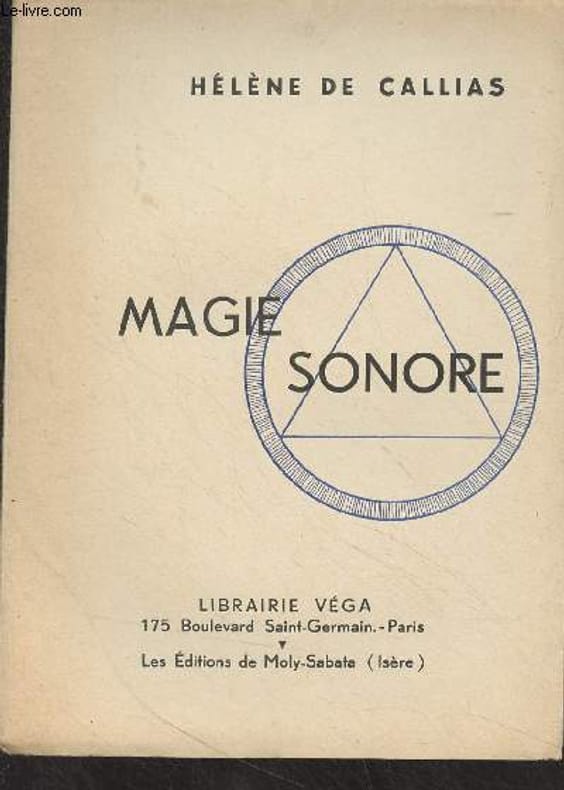 Le-livre.com
HÉLÈNE DE CALLIAS
MAGIE
SONORE
LIBRAIRIE VÉGA
175 Boulevard Saint-Germain.-Paris
Les Éditions de Moly-Sabata (Isère)